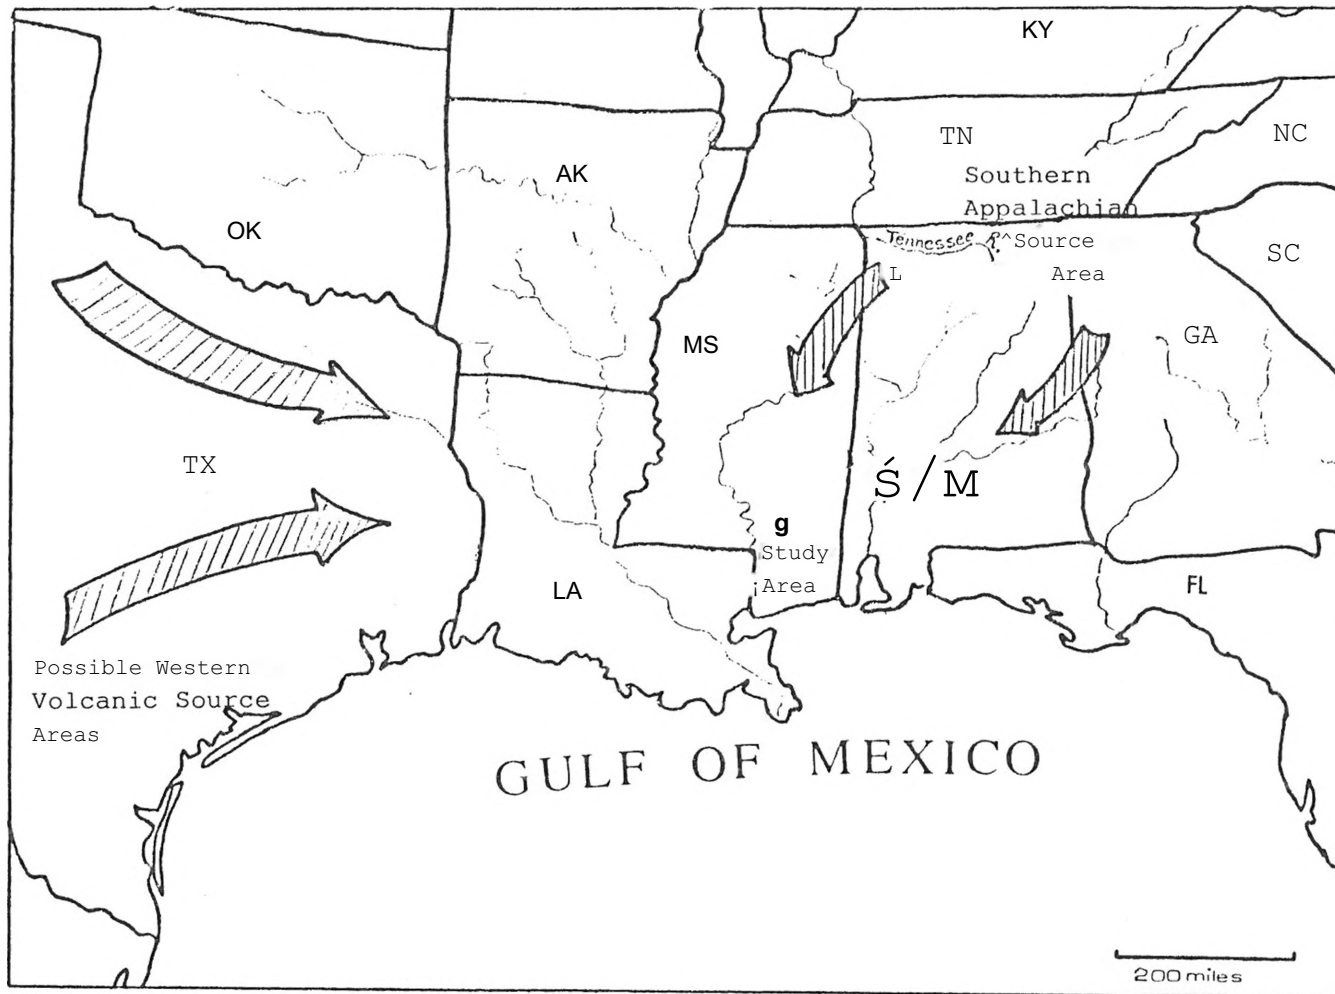 KY
TN
NC
AK
Southern
Appalachian
OK
Tennessee R.^Source
SC
L
Area
GA
MS
TX
Ś/M
g
Study
Area
LA
FL
Possible Western
Volcanic Source
Areas
GULF OF MEXICO
200 miles